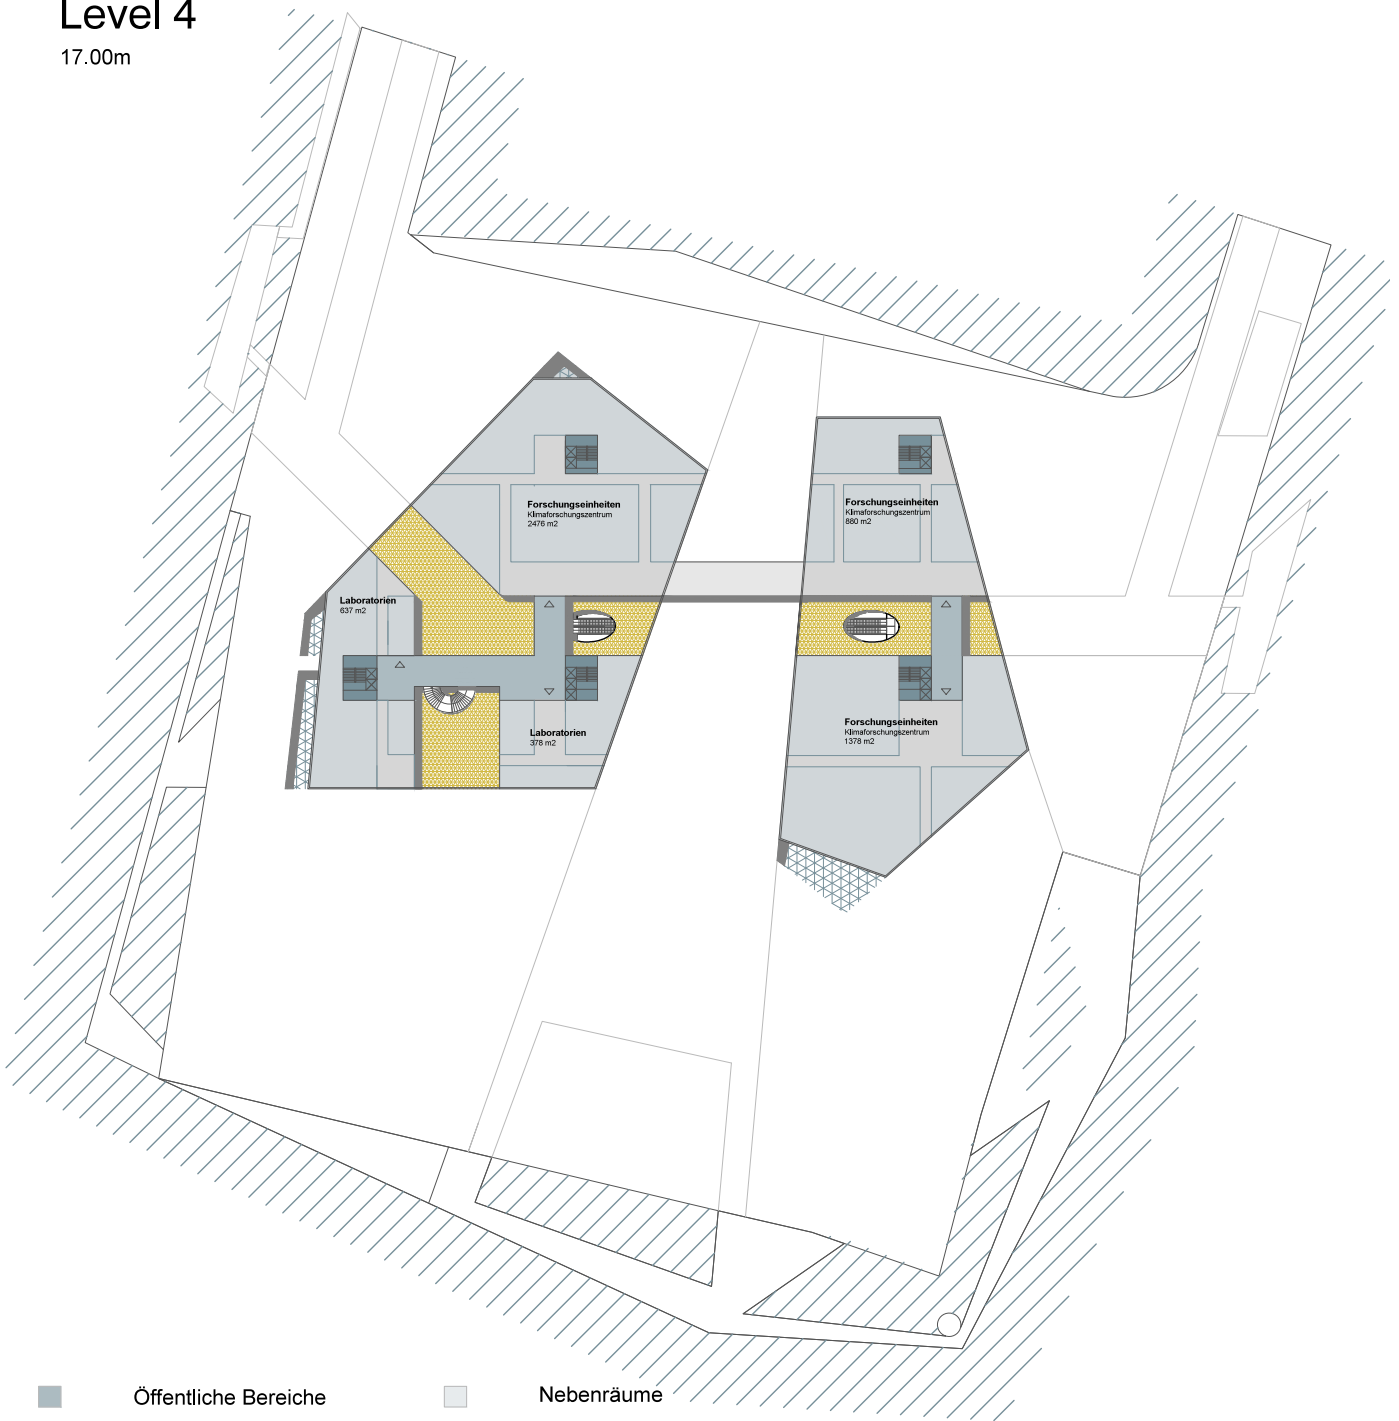 Level 4
17.00m
Forschungseinheiten
Klimaforschungszentrum
2476 m2
Forschungseinheiten
Klimaforschungszentrum
880 m2
Laboratorien
637 m2
Laboratorien
378 m2
Forschungseinheiten
Klimaforschungszentrum
1378 m2
Öffentliche Bereiche
Nebenräume